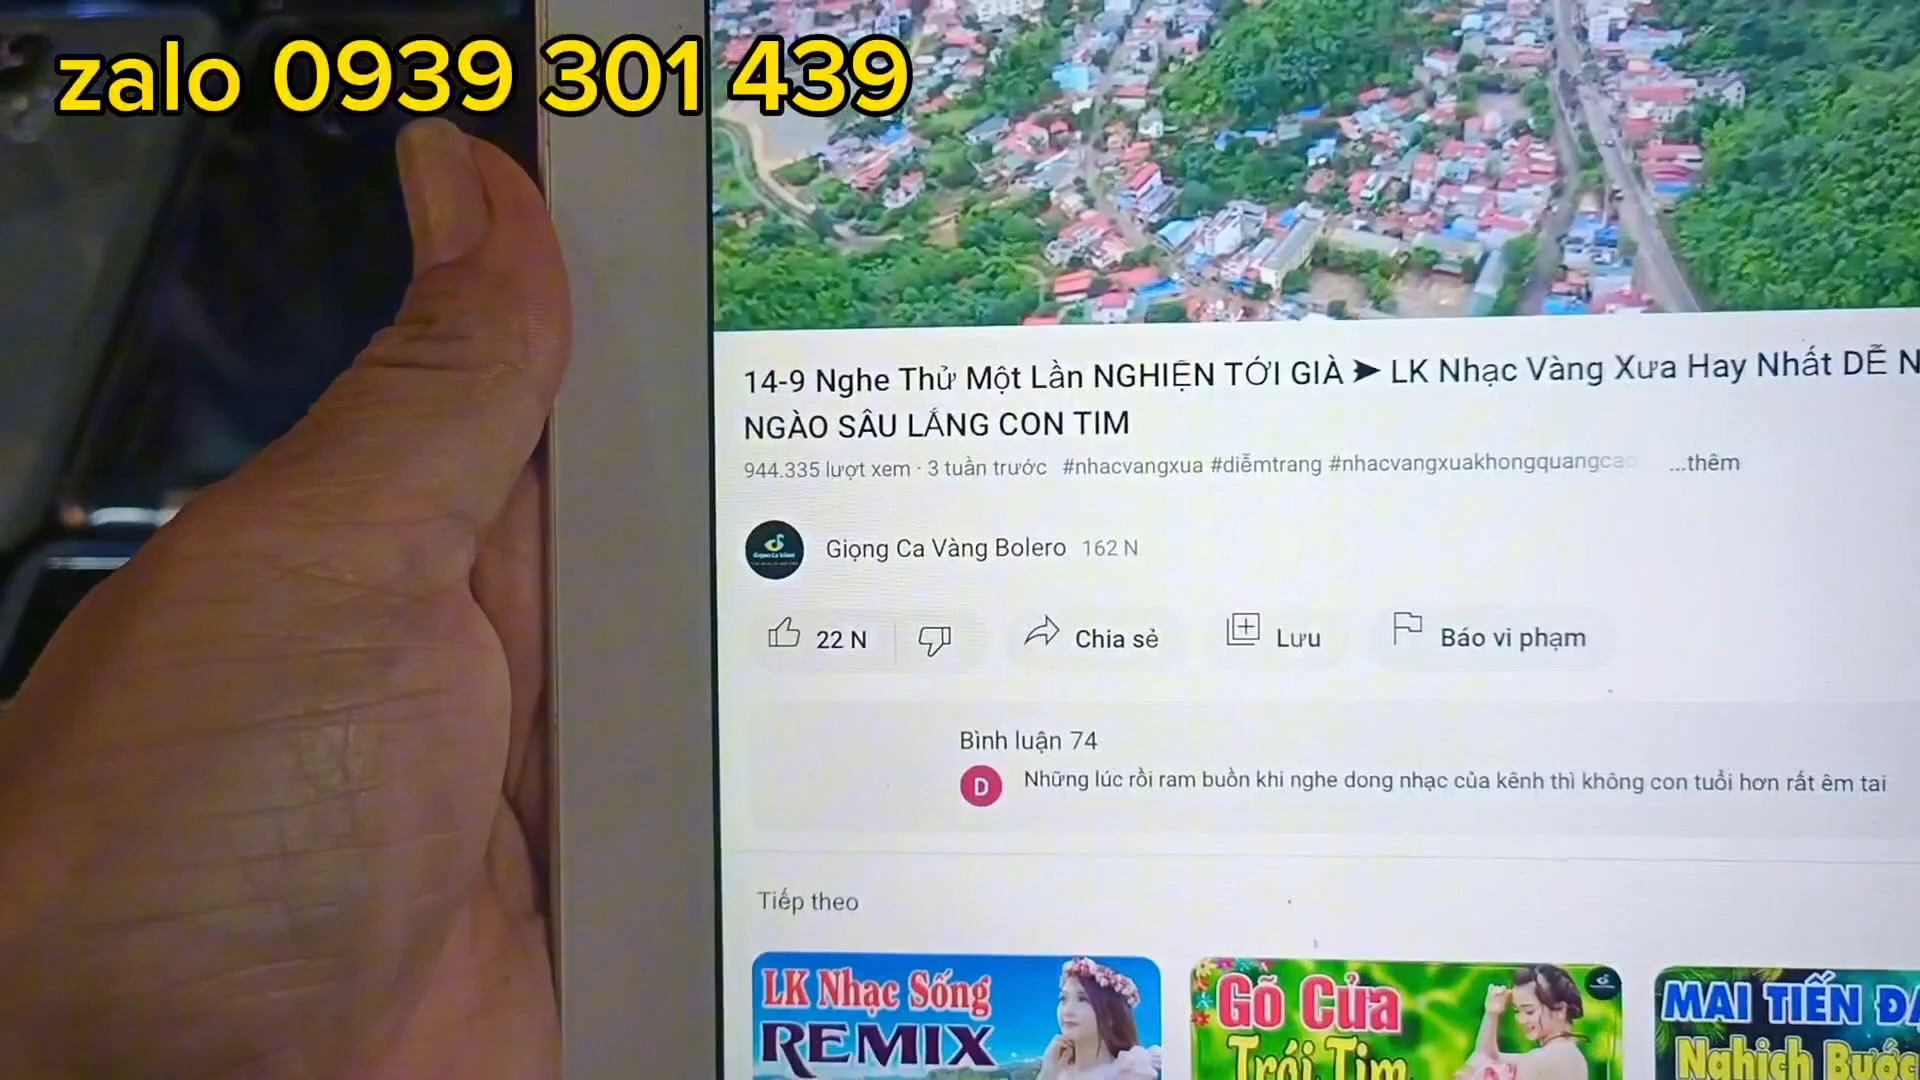 zalo 0939 301 439
14-9 Nghe Thử Một Lần NGHIỆN TỚI GIÀ ➤ LK Nhạc Vàng Xưa Hay Nhất DỄ N
NGÀO SÂU LẮNG CON TIM
944.335 lượt xem · 3 tuần trước #nhacvangxua #diễmtrang #nhacvangxuakhongquangcao ...thêm
Giọng Ca Vàng Bolero 162 N
22 N Chia sẻ Lưu Báo vi phạm
Bình luận 74
D Những lúc rồi ram buồn khi nghe dong nhạc của kênh thì không con tuổi hơn rất êm tai
Tiếp theo
LK Nhạc Sống
REMIX
Gõ Cửa
Trái Tim
MAI TIẾN
Nghịch Bước